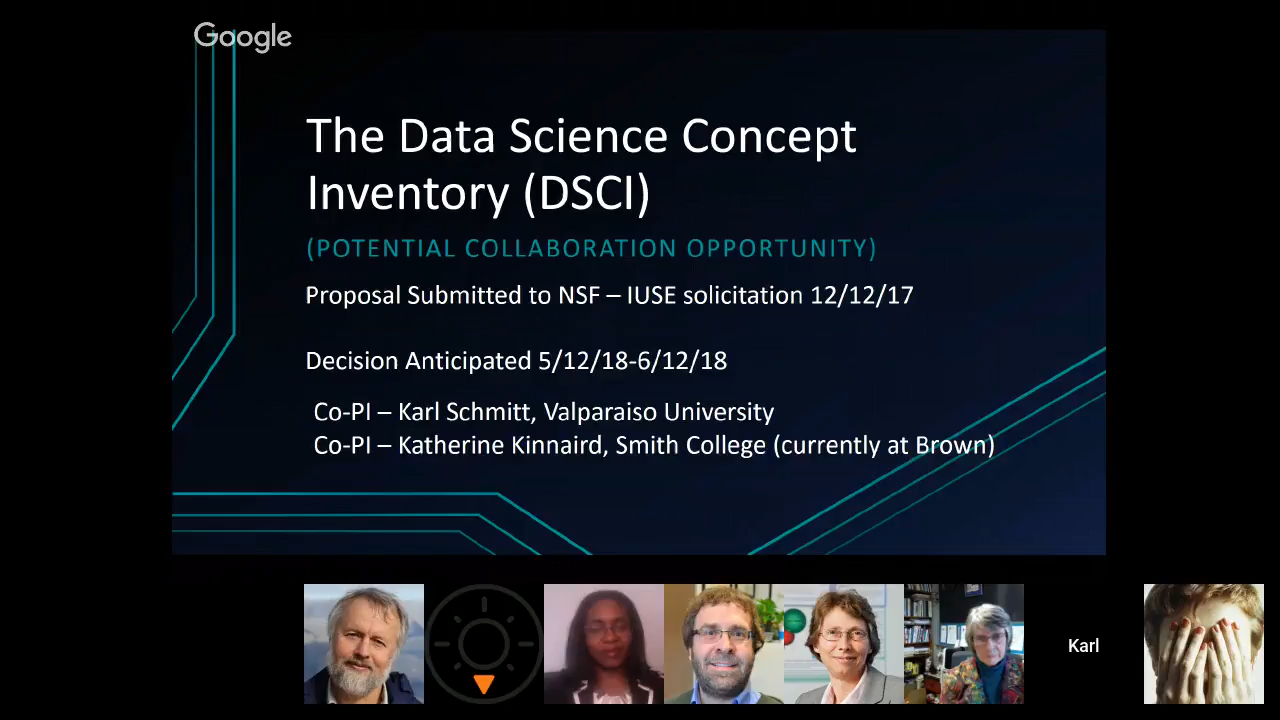 Google
The Data Science Concept
Inventory (DSCI)
(POTENTIAL COLLABORATION OPPORTUNITY)
Proposal Submitted to NSF – IUSE solicitation 12/12/17
Decision Anticipated 5/12/18-6/12/18
Co-PI – Karl Schmitt, Valparaiso University
Co-PI – Katherine Kinnaird, Smith College (currently at Brown)
Karl